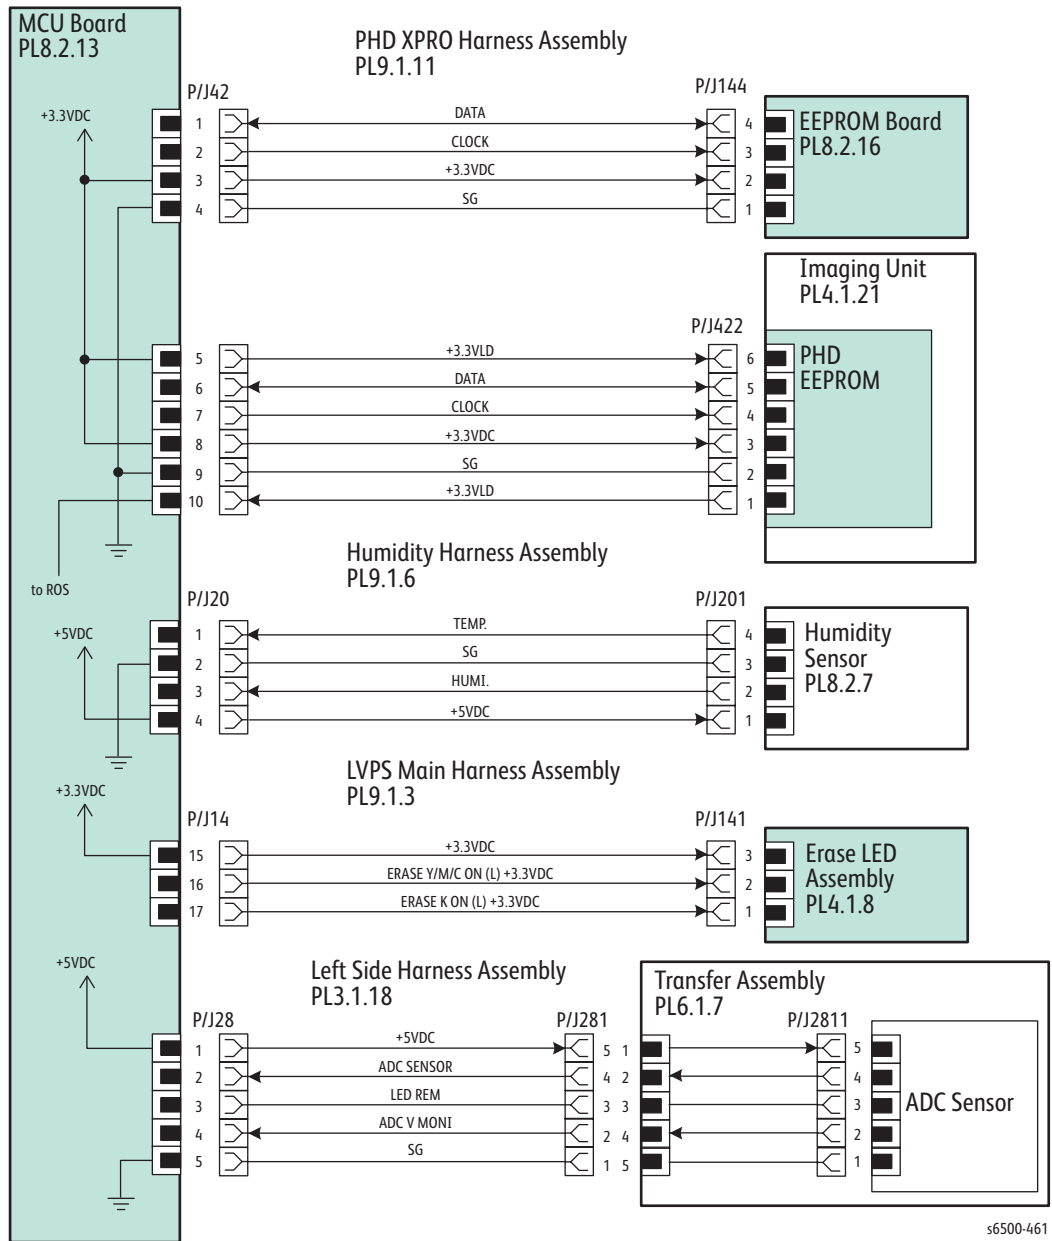 MCU Board
PL8.2.13
PHD XPRO Harness Assembly
PL9.1.11
P/J42
P/J144
+3.3VDC
1 DATA 4
2 CLOCK 3
3 +3.3VDC 2
4 SG 1
EEPROM Board
PL8.2.16
Imaging Unit
PL4.1.21
P/J422
5 +3.3VLD 6
6 DATA 5
7 CLOCK 4
8 +3.3VDC 3
9 SG 2
10 +3.3VLD 1
PHD
EEPROM
to ROS
Humidity Harness Assembly
PL9.1.6
P/J20
P/J201
+5VDC
1 TEMP. 4
2 SG 3
3 HUMI. 2
4 +5VDC 1
Humidity
Sensor
PL8.2.7
LVPS Main Harness Assembly
PL9.1.3
+3.3VDC
P/J14
P/J141
15 +3.3VDC 3
16 ERASE Y/M/C ON (L) +3.3VDC 2
17 ERASE K ON (L) +3.3VDC 1
Erase LED
Assembly
PL4.1.8
+5VDC
Left Side Harness Assembly
PL3.1.18
Transfer Assembly
PL6.1.7
P/J28
P/J281
P/J2811
1 +5VDC 5 1 5
2 ADC SENSOR 4 2 4
3 LED REM 3 3 3
4 ADC V MONI 2 4 2
5 SG 1 5 1
ADC Sensor
s6500-461